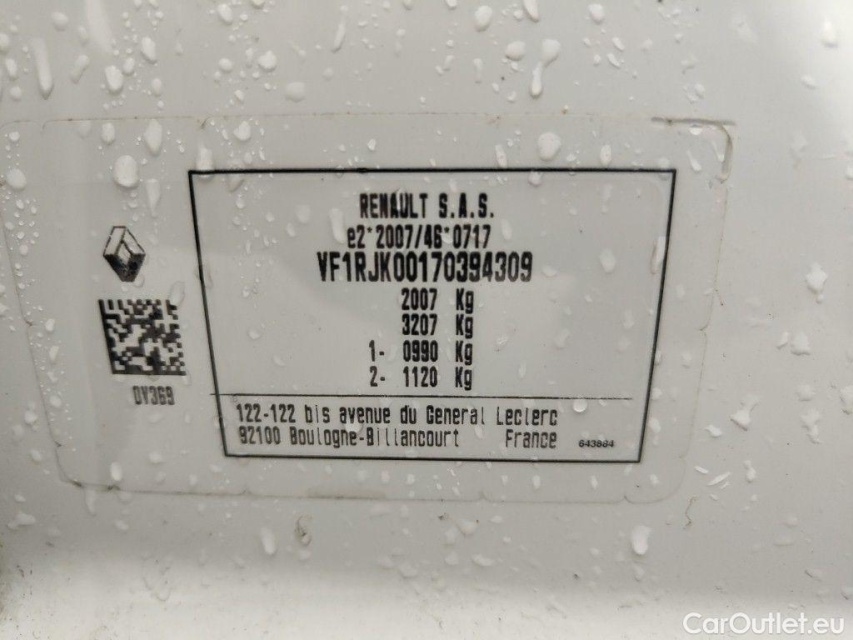 RENAULT S.A.S.
e2*2007/46*0717
VF1RJK00170394309
2007 Kg
3207 Kg
1- 0990 Kg
2- 1120 Kg
DV369
122-122 bis avenue du General Leclerc
92100 Boulogne-Billancourt France
643884
CarOutlet.eu